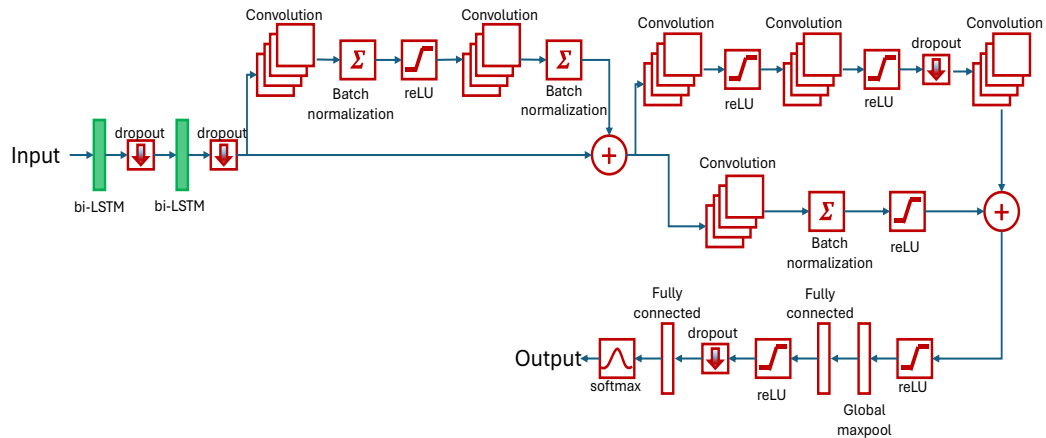 Convolution
Convolution
Convolution
Convolution
Convolution
dropout
Σ
Σ
Batch
normalization
reLU
Batch
normalization
reLU
reLU
dropout
dropout
Input
+
bi-LSTM
bi-LSTM
Convolution
Σ
+
Batch
normalization
reLU
Fully
connected
Fully
connected
dropout
Output
softmax
reLU
reLU
Global
maxpool